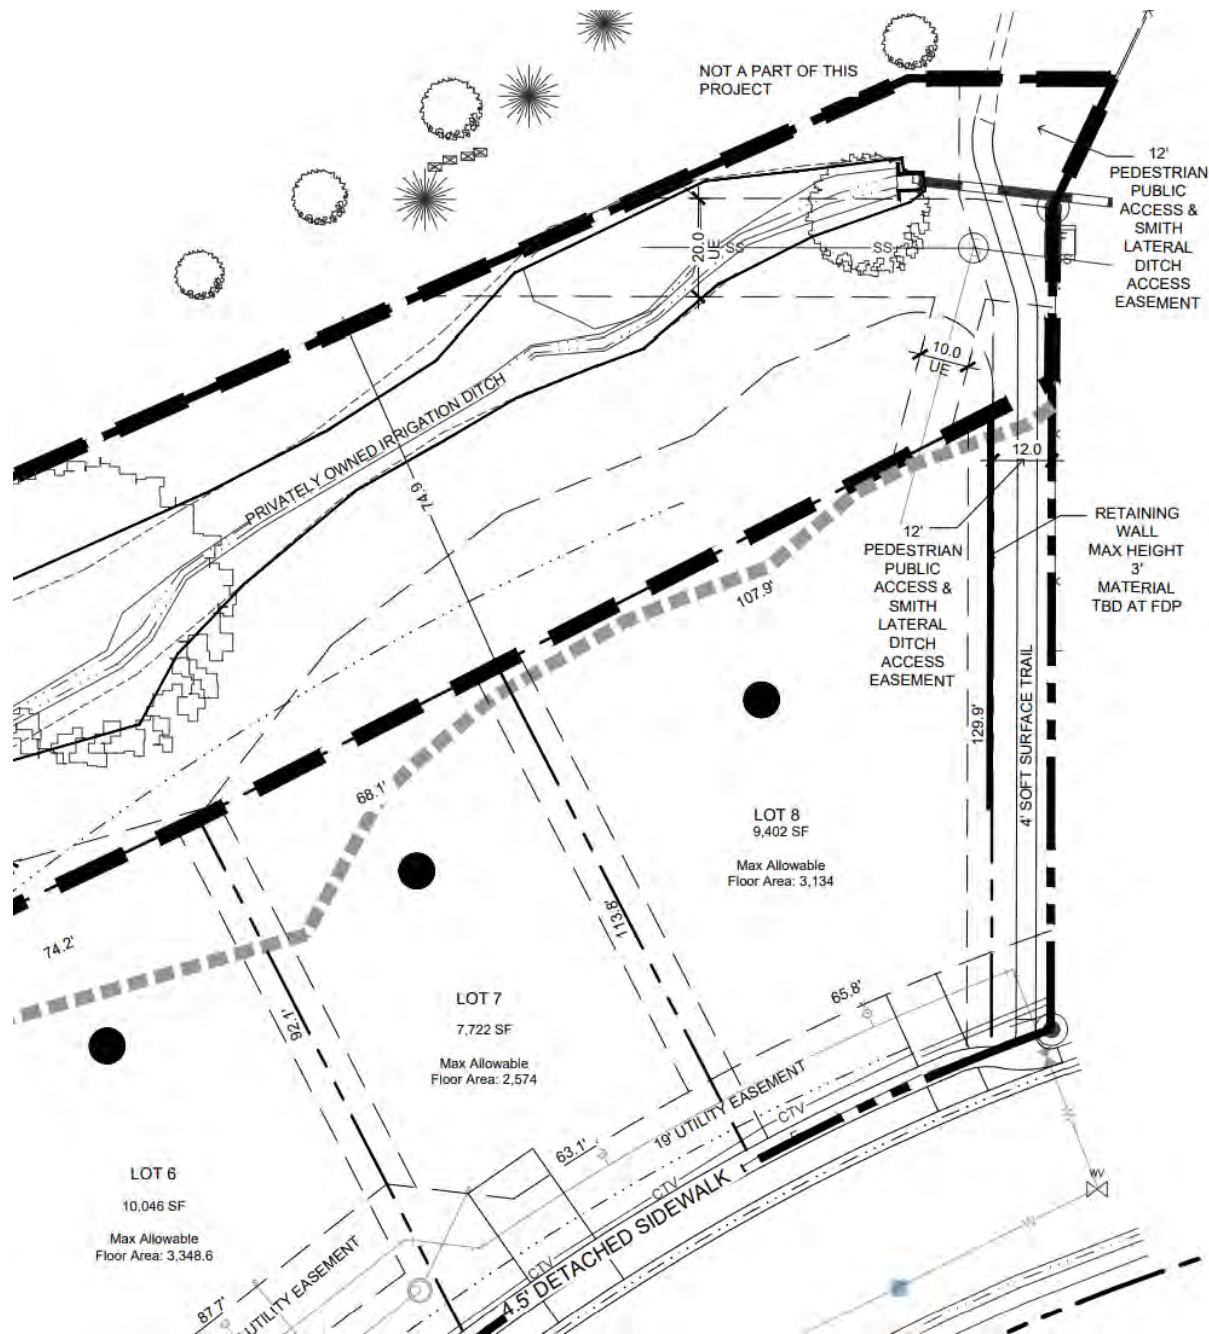 NOT A PART OF THIS
PROJECT
12'
PEDESTRIAN
PUBLIC
ACCESS &
SMITH
LATERAL
DITCH
ACCESS
EASEMENT
20.0
UE
SS
SS
10.0
UE
PRIVATELY OWNED IRRIGATION DITCH
74.9
12.0
12'
PEDESTRIAN
PUBLIC
ACCESS &
SMITH
LATERAL
DITCH
ACCESS
EASEMENT
RETAINING
WALL
MAX HEIGHT
3'
MATERIAL
TBD AT FDP
107.9'
129.9'
4' SOFT SURFACE TRAIL
68.1'
LOT 8
9,402 SF
Max Allowable
Floor Area: 3,134
74.2'
113.8'
92.1'
LOT 7
7,722 SF
Max Allowable
Floor Area: 2,574
65.8'
19' UTILITY EASEMENT
CTV
63.1'
CTV
4.5' DETACHED SIDEWALK
CTV
LOT 6
10,046 SF
Max Allowable
Floor Area: 3,348.6
87.7'
UTILITY EASEMENT
WV
W
W